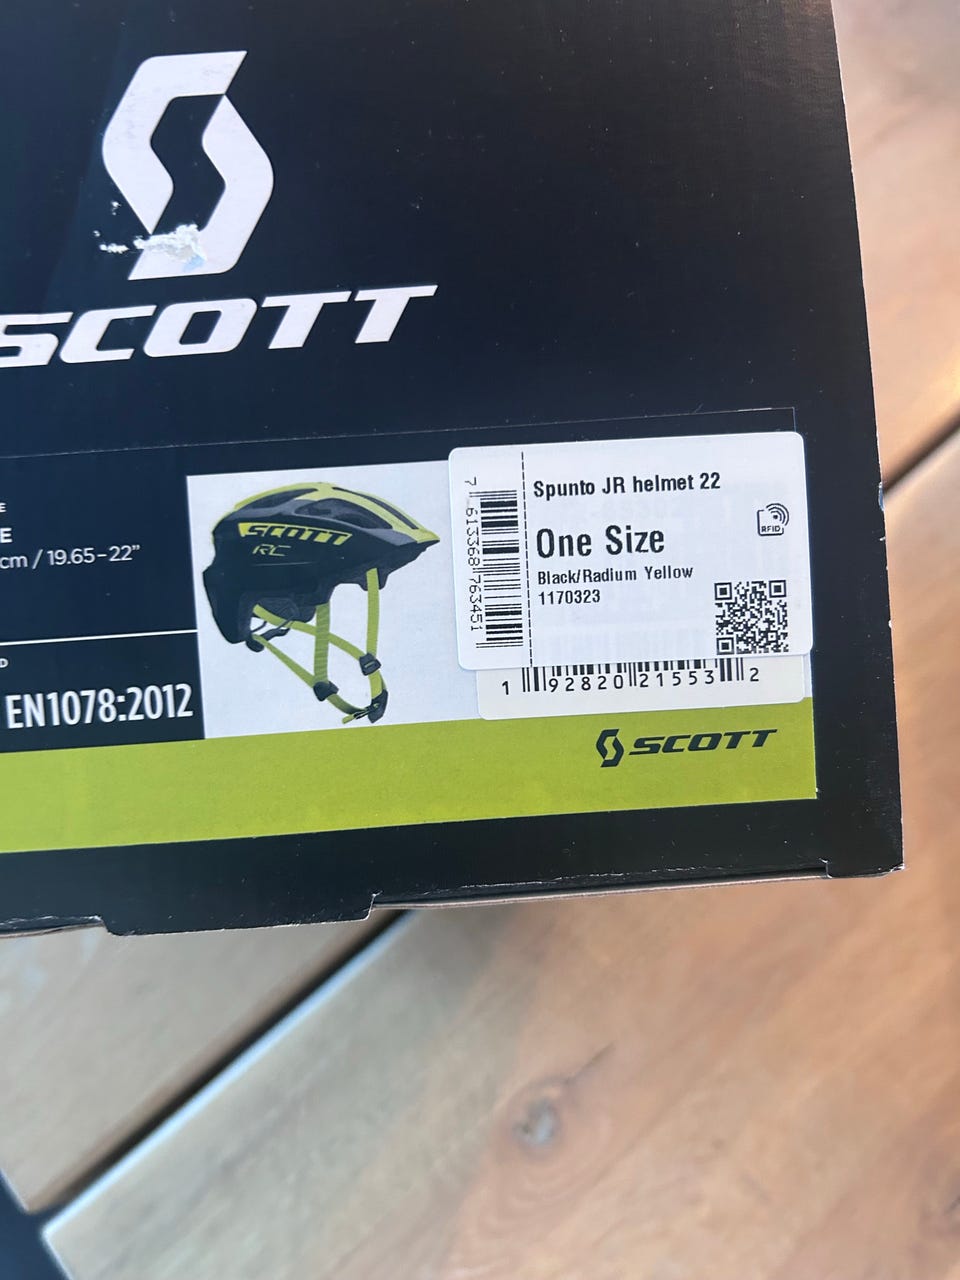 SCOTT
E
E
cm / 19.65–22”
D
EN1078:2012
SCOTT
RC
7 613368 763451
Spunto JR helmet 22
RFID
One Size
Black/Radium Yellow
1170323
1 92820 21553 2
SCOTT